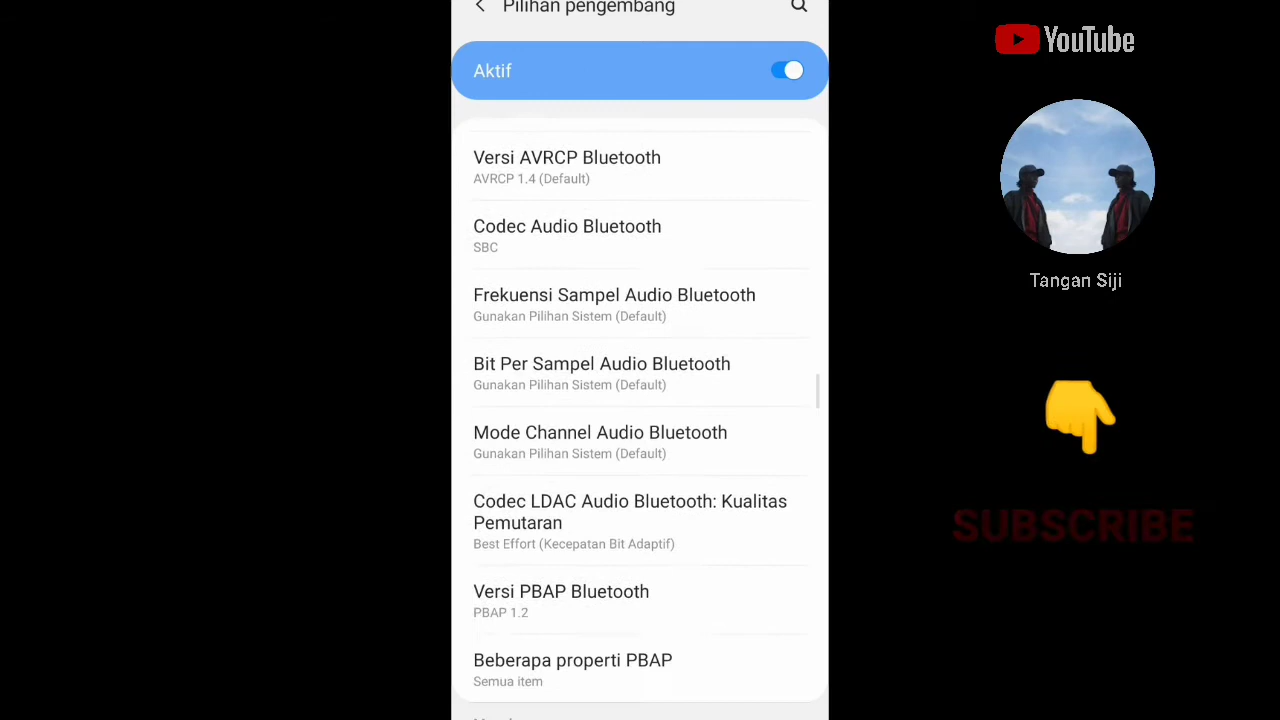 Pilihan pengembang
YouTube
Aktif
Versi AVRCP Bluetooth
AVRCP 1.4 (Default)
Codec Audio Bluetooth
SBC
Frekuensi Sampel Audio Bluetooth
Gunakan Pilihan Sistem (Default)
Bit Per Sampel Audio Bluetooth
Gunakan Pilihan Sistem (Default)
Mode Channel Audio Bluetooth
Gunakan Pilihan Sistem (Default)
Codec LDAC Audio Bluetooth: Kualitas
Pemutaran
Best Effort (Kecepatan Bit Adaptif)
Versi PBAP Bluetooth
PBAP 1.2
Beberapa properti PBAP
Semua item
Tangan Siji
SUBSCRIBE